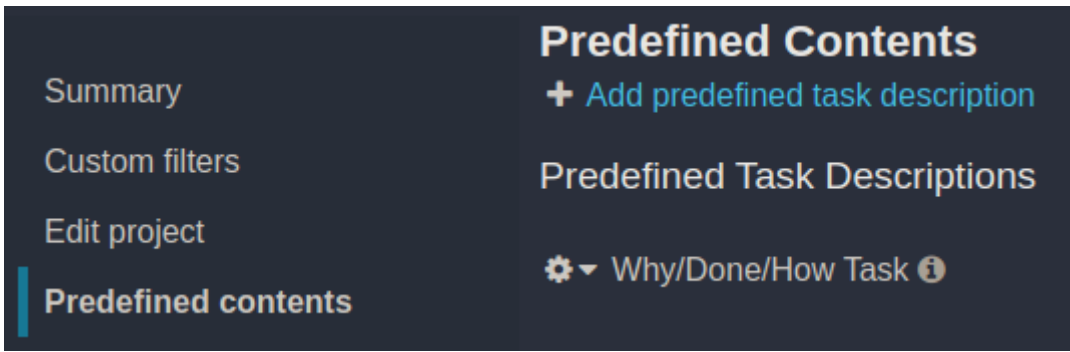 Summary
Custom filters
Edit project
Predefined contents
Predefined Contents
Add predefined task description
Predefined Task Descriptions
Why/Done/How Task